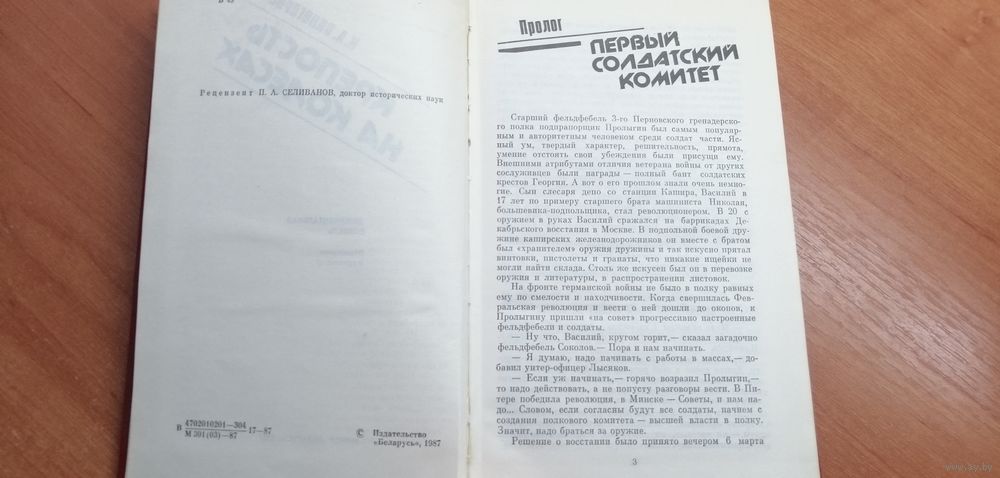 Рецензент П. А. СЕЛИВАНОВ, доктор исторических наук
В 4702010201—304 17—87
М 301(03)—87
© Издательство
«Беларусь», 1987
Пролог
ПЕРВЫЙ
СОЛДАТСКИЙ
КОМИТЕТ
Старший фельдфебель 3-го Перновского гренадерско-
го полка подпрапорщик Пролыгин был самым популяр-
ным и авторитетным человеком среди солдат части. Яс-
ный ум, твердый характер, решительность, прямота,
умение отстоять свои убеждения были присущи ему.
Внешними атрибутами отличия ветерана войны от других
сослуживцев были награды — полный бант солдатских
крестов Георгия. А вот о его прошлом знали очень немно-
гие. Сын слесаря депо со станции Кашира, Василий в
17 лет по примеру старшего брата машиниста Николая,
большевика-подпольщика, стал революционером. В 20 с
оружием в руках Василий сражался на баррикадах Де-
кабрьского восстания в Москве. В подпольной боевой дру-
жине каширских железнодорожников он вместе с братом
был «хранителем» оружия дружины и так искусно прятал
винтовки, пистолеты и гранаты, что никакие ищейки не
могли найти склада. Столь же искусен был он в перевозке
оружия и литературы, в распространении листовок.
На фронте германской войны не было в полку равных
ему по смелости и находчивости. Когда свершилась Фев-
ральская революция и вести о ней дошли до окопов, к
Пролыгину пришли «на совет» прогрессивно настроенные
фельдфебели и солдаты.
— Ну что, Василий, кругом горит,— сказал загадочно
фельдфебель Соколов.— Пора и нам начинать.
— Я думаю, надо начинать с работы в массах,— до-
бавил унтер-офицер Лысяков.
— Если уж начинать,— горячо возразил Пролыгин,—
то надо действовать, а не попусту разговоры вести. В Пи-
тере победила революция, в Минске — Советы, и нам на-
до... Словом, если согласны будут все солдаты, начнем с
создания полкового комитета — высшей власти в полку.
Значит, надо браться за оружие.
Решение о восстании было принято вечером 6 марта
3
www.ay.by